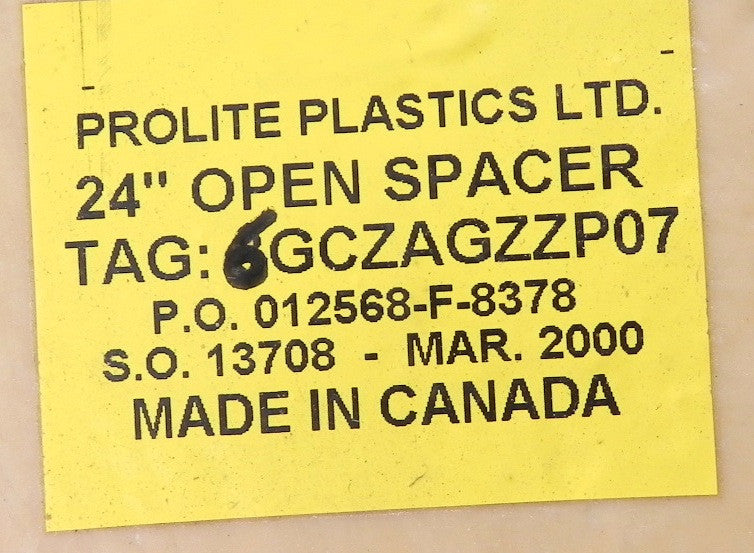 PROLITE PLASTICS LTD.
24" OPEN SPACER
TAG: 6GCZAGZZP07
P.O. 012568-F-8378
S.O. 13708 - MAR. 2000
MADE IN CANADA